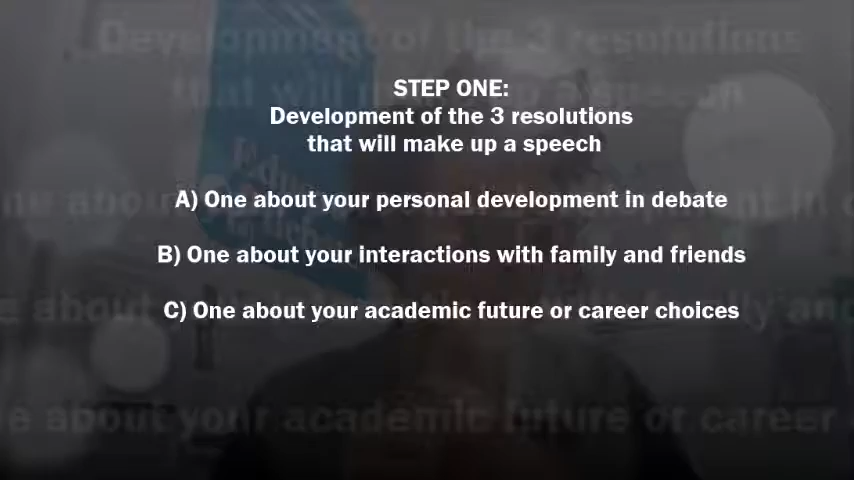 STEP ONE:
Development of the 3 resolutions
that will make up a speech
A) One about your personal development in debate
B) One about your interactions with family and friends
C) One about your academic future or career choices